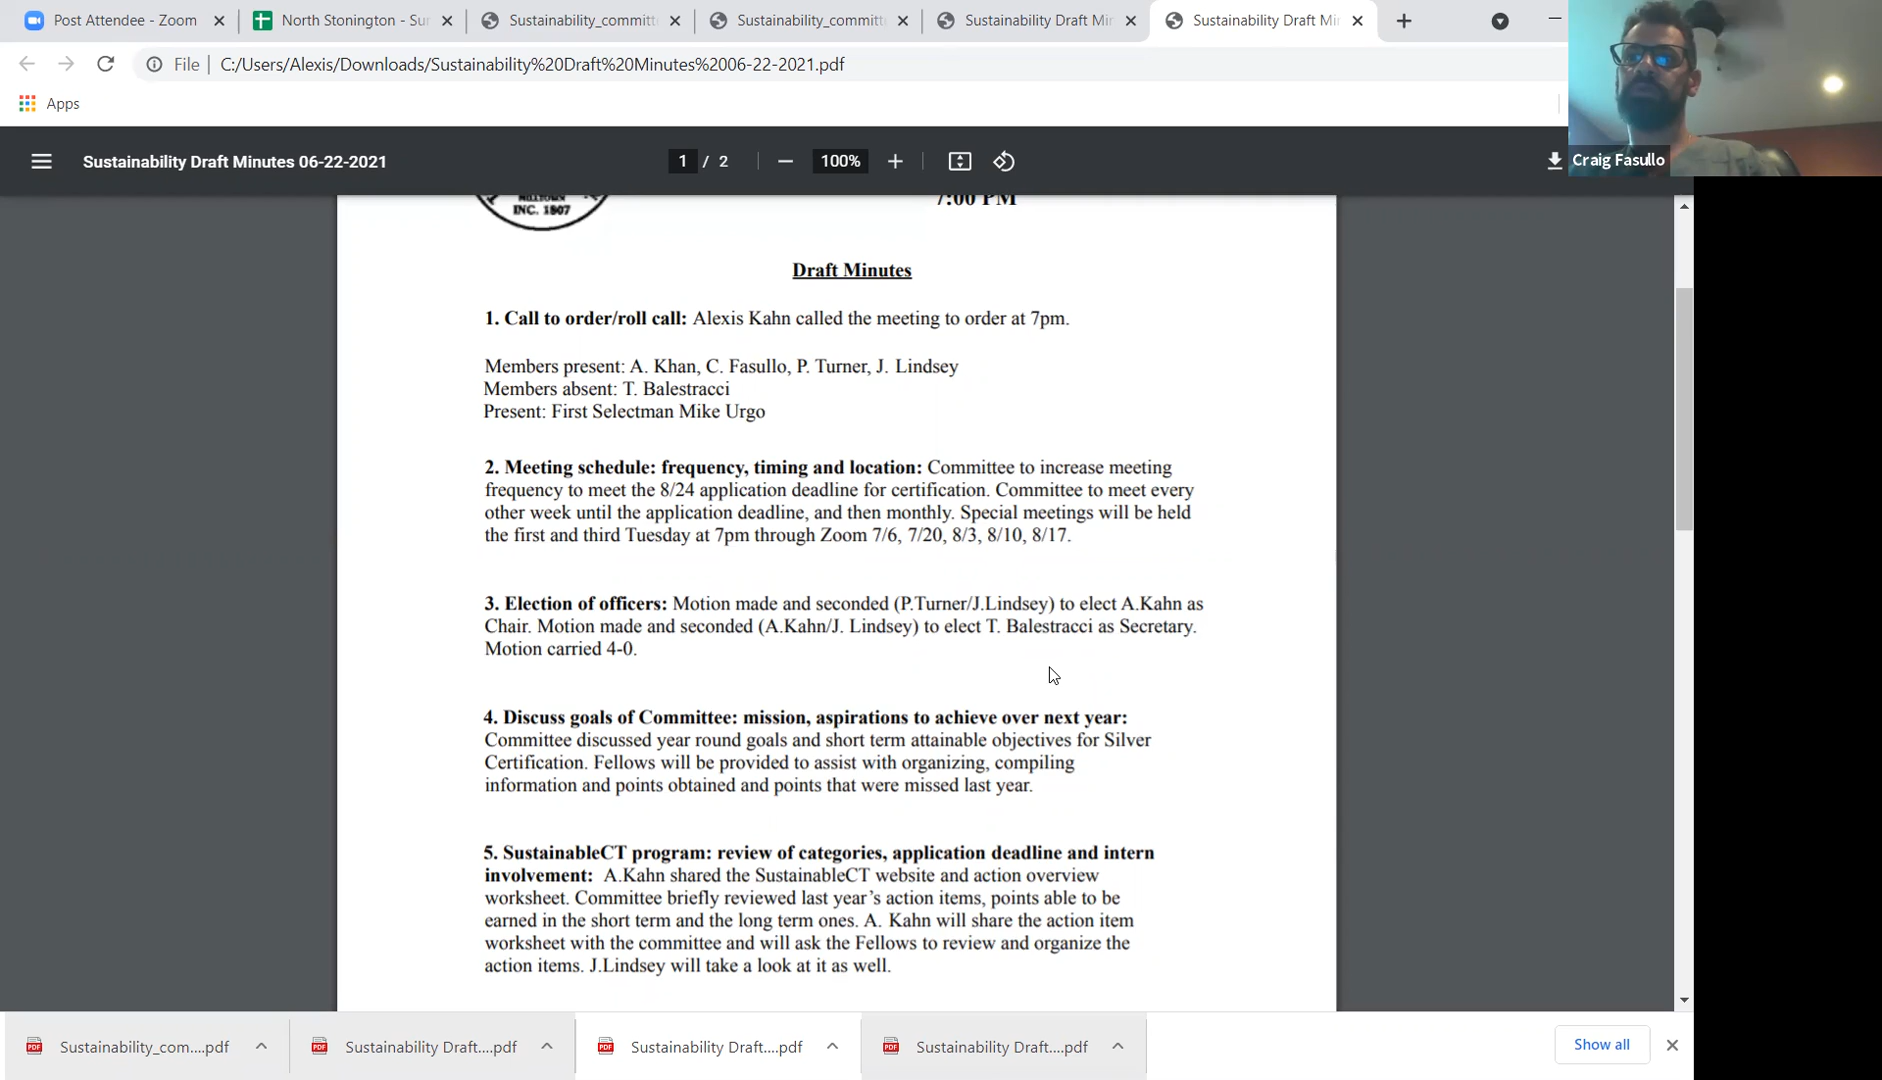 Post Attendee - Zoom
North Stonington - Su
Sustainability_committ
Sustainability_committ
Sustainability Draft Mi
Sustainability Draft Mi
File
C:/Users/Alexis/Downloads/Sustainability%20Draft%20Minutes%2006-22-2021.pdf
Apps
Sustainability Draft Minutes 06-22-2021
1 / 2
100%
Craig Fasullo
INC. 1807
7:00 PM
Draft Minutes
1. Call to order/roll call: Alexis Kahn called the meeting to order at 7pm.
Members present: A. Khan, C. Fasullo, P. Turner, J. Lindsey
Members absent: T. Balestracci
Present: First Selectman Mike Urgo
2. Meeting schedule: frequency, timing and location: Committee to increase meeting
frequency to meet the 8/24 application deadline for certification. Committee to meet every
other week until the application deadline, and then monthly. Special meetings will be held
the first and third Tuesday at 7pm through Zoom 7/6, 7/20, 8/3, 8/10, 8/17.
3. Election of officers: Motion made and seconded (P.Turner/J.Lindsey) to elect A.Kahn as
Chair. Motion made and seconded (A.Kahn/J. Lindsey) to elect T. Balestracci as Secretary.
Motion carried 4-0.
4. Discuss goals of Committee: mission, aspirations to achieve over next year:
Committee discussed year round goals and short term attainable objectives for Silver
Certification. Fellows will be provided to assist with organizing, compiling
information and points obtained and points that were missed last year.
5. SustainableCT program: review of categories, application deadline and intern
involvement: A.Kahn shared the SustainableCT website and action overview
worksheet. Committee briefly reviewed last year’s action items, points able to be
earned in the short term and the long term ones. A. Kahn will share the action item
worksheet with the committee and will ask the Fellows to review and organize the
action items. J.Lindsey will take a look at it as well.
Sustainability_com....pdf
Sustainability Draft....pdf
Sustainability Draft....pdf
Sustainability Draft....pdf
Show all